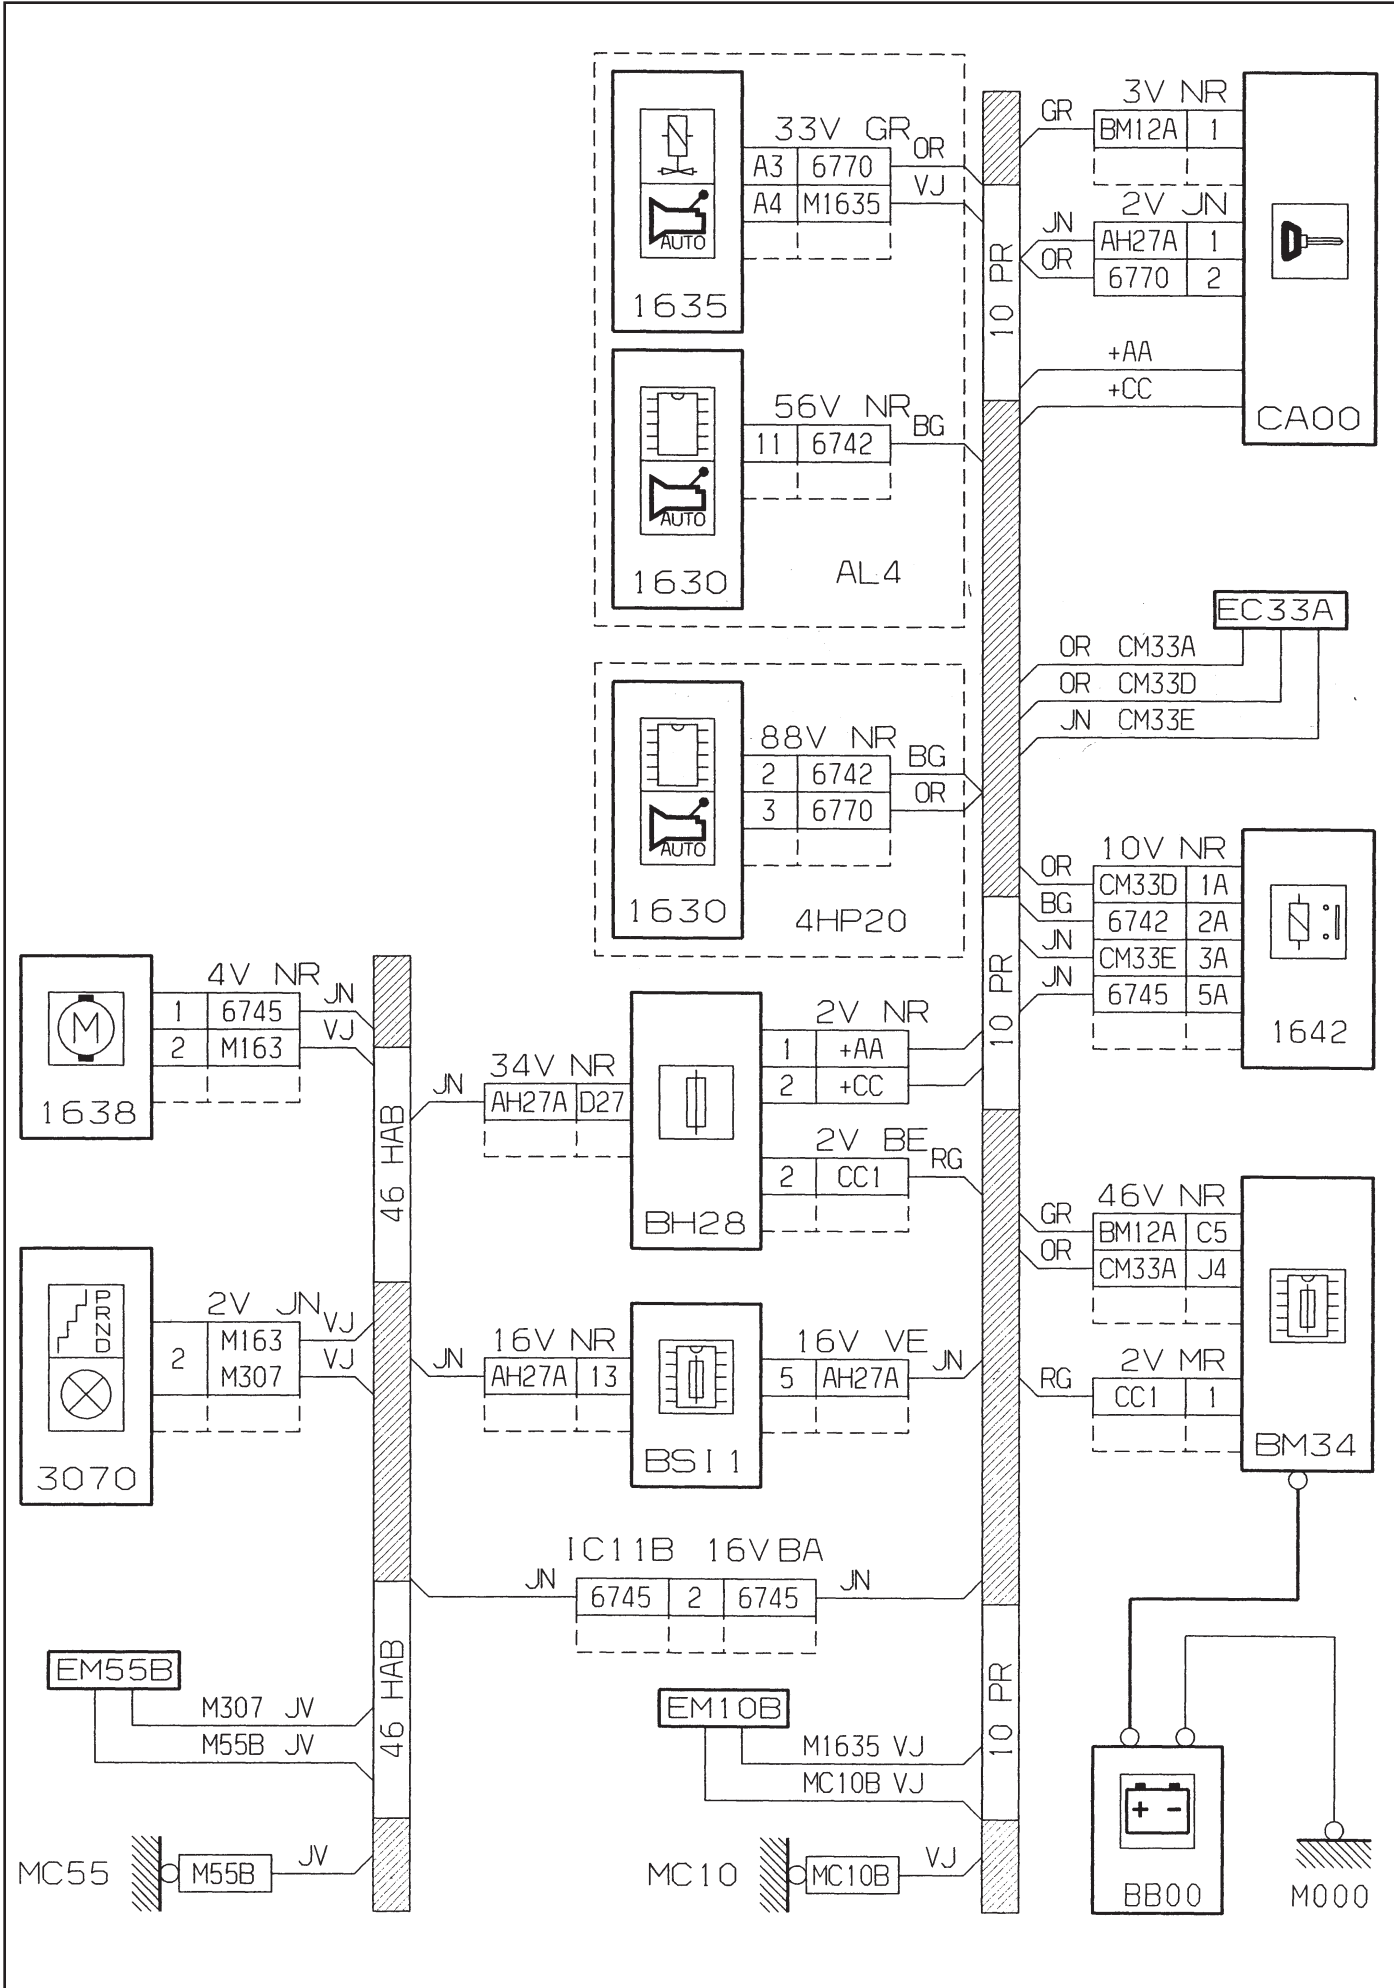 33V GR
A3 6770 OR
A4 M1635 VJ
AUTO
1635
56V NR
11 6742 BG
AUTO
1630
AL4
88V NR
2 6742 BG
3 6770 OR
AUTO
1630
4HP20
10 PR
3V NR
GR BM12A 1
2V JN
JN AH27A 1
OR 6770 2
+AA
+CC
CA00
EC33A
OR CM33A
OR CM33D
JN CM33E
10V NR
OR CM33D 1A
BG 6742 2A
JN CM33E 3A
JN 6745 5A
1642
10 PR
4V NR
1 6745 JN
2 M163 VJ
M
1638
46 HAB
34V NR
JN AH27A D27
2V NR
1 +AA
2 +CC
2V BE
2 CC1 RG
BH28
46V NR
GR BM12A C5
OR CM33A J4
2V MR
RG CC1 1
BM34
2V JN
2 M163 VJ
M307 VJ
P
R
N
D
3070
16V NR
JN AH27A 13
16V VE
5 AH27A JN
BSI1
IC11B 16V BA
JN 6745 2 6745 JN
46 HAB
EM55B
M307 JV
M55B JV
MC55 M55B JV
10 PR
EM10B
M1635 VJ
MC10B VJ
MC10 MC10B VJ
+ -
BB00
M000